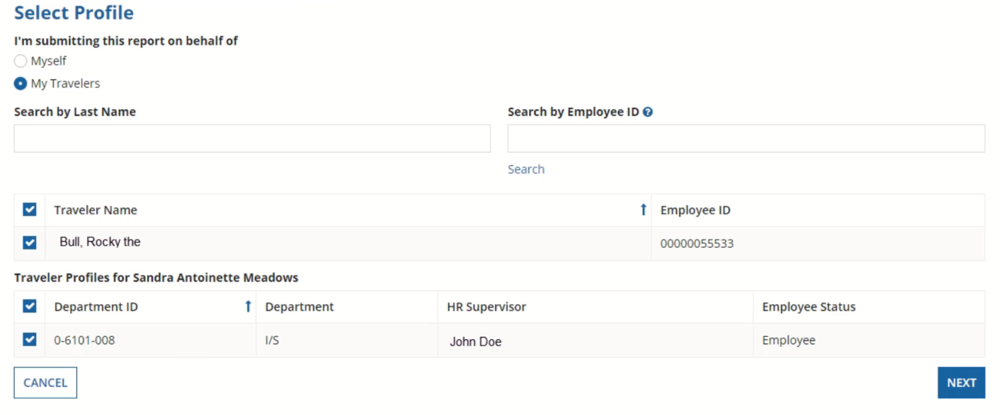 Select Profile
I'm submitting this report on behalf of
Myself
My Travelers
Search by Last Name
Search by Employee ID
Search
Traveler Name Employee ID
Bull, Rocky the 00000055533
Traveler Profiles for Sandra Antoinette Meadows
Department ID Department HR Supervisor Employee Status
0-6101-008 I/S John Doe Employee
CANCEL NEXT